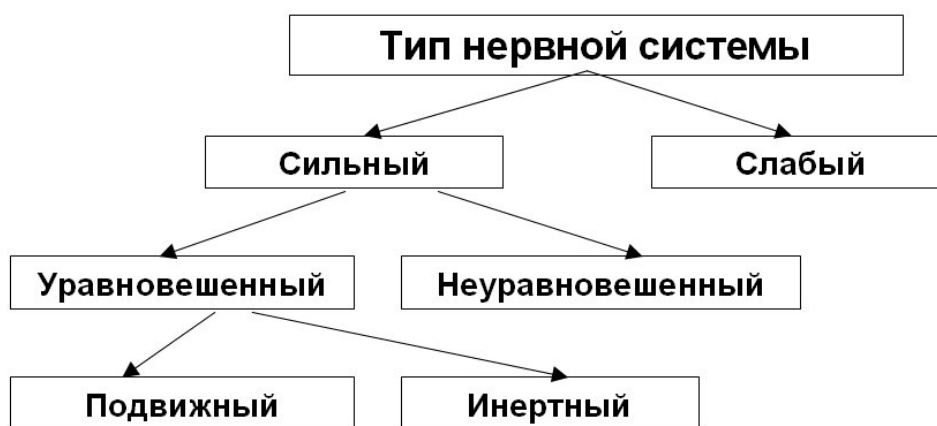 Тип нервной системы
Сильный
Слабый
Уравновешенный
Неуравновешенный
Подвижный
Инертный